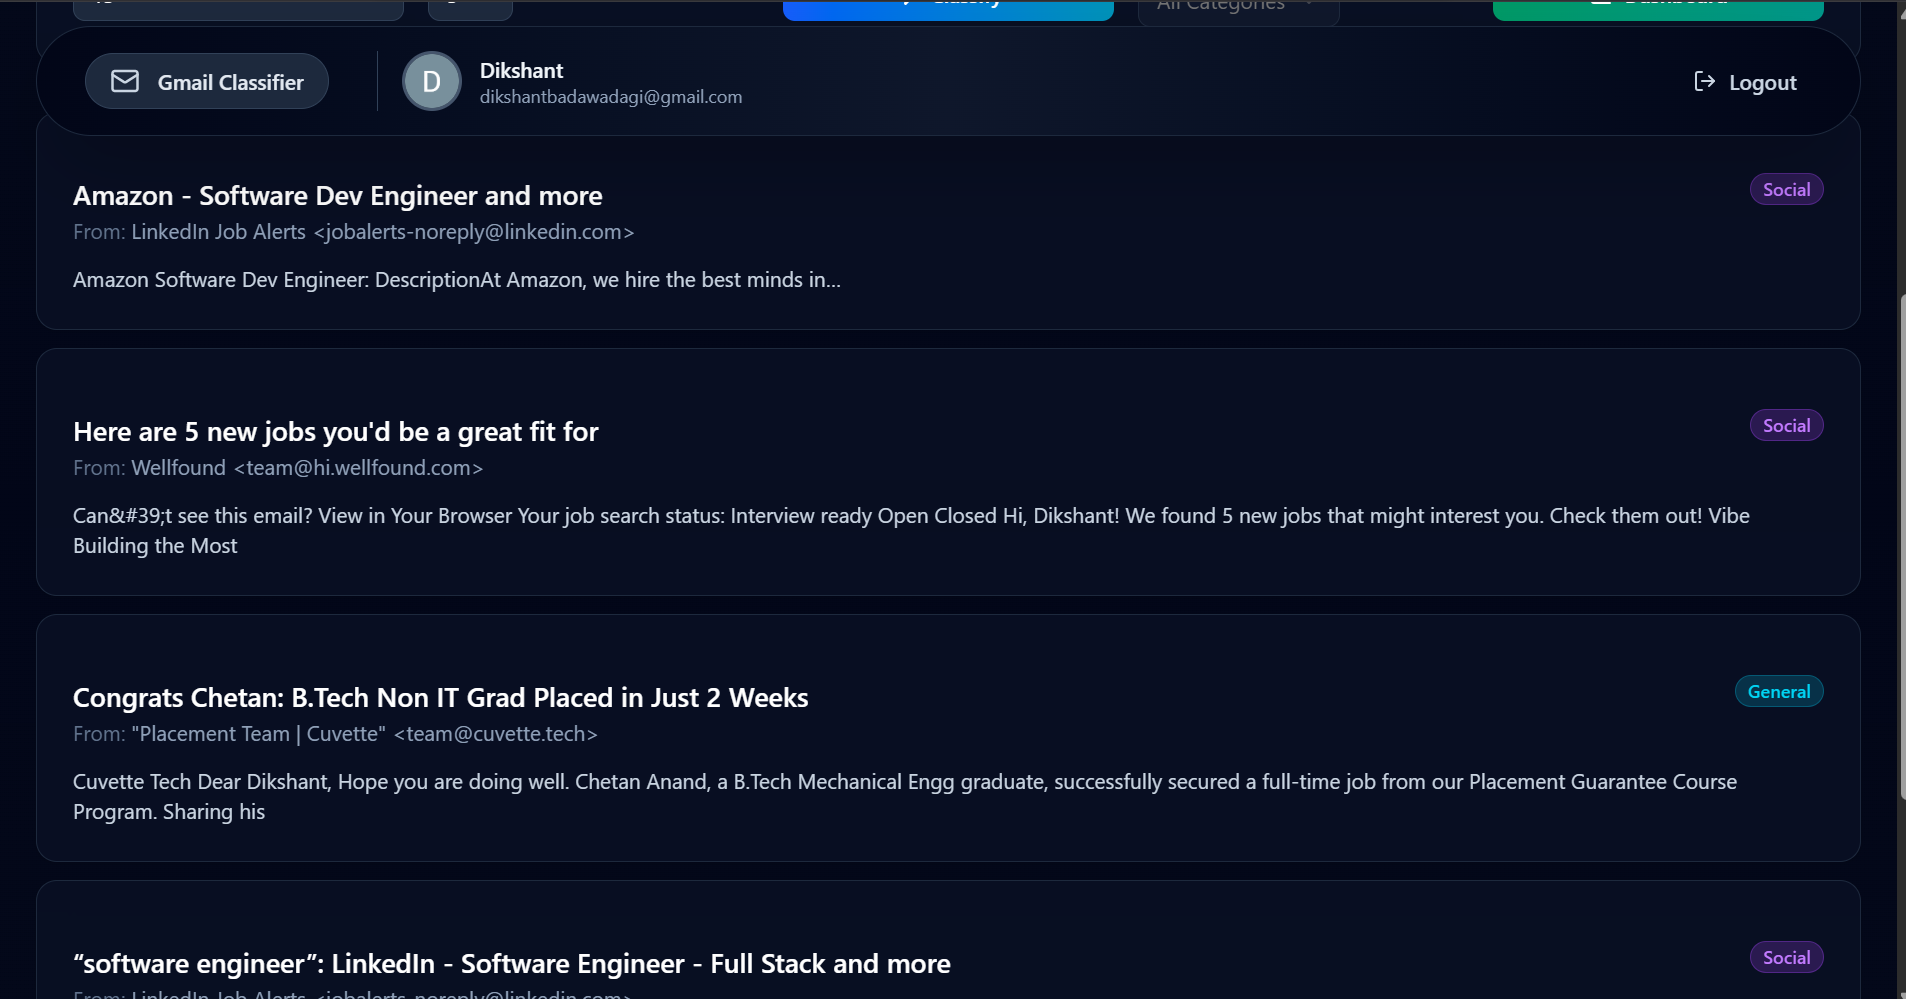 All Categories
Dashboard
Gmail Classifier
D
Dikshant
dikshantbadawadagi@gmail.com
Logout
Amazon - Software Dev Engineer and more
Social
From: LinkedIn Job Alerts <jobalerts-noreply@linkedin.com>
Amazon Software Dev Engineer: DescriptionAt Amazon, we hire the best minds in...
Here are 5 new jobs you'd be a great fit for
Social
From: Wellfound <team@hi.wellfound.com>
Can&#39;t see this email? View in Your Browser Your job search status: Interview ready Open Closed Hi, Dikshant! We found 5 new jobs that might interest you. Check them out! Vibe
Building the Most
Congrats Chetan: B.Tech Non IT Grad Placed in Just 2 Weeks
General
From: "Placement Team | Cuvette" <team@cuvette.tech>
Cuvette Tech Dear Dikshant, Hope you are doing well. Chetan Anand, a B.Tech Mechanical Engg graduate, successfully secured a full-time job from our Placement Guarantee Course
Program. Sharing his
“software engineer”: LinkedIn - Software Engineer - Full Stack and more
Social
From: LinkedIn Job Alerts <jobalerts-noreply@linkedin.com>